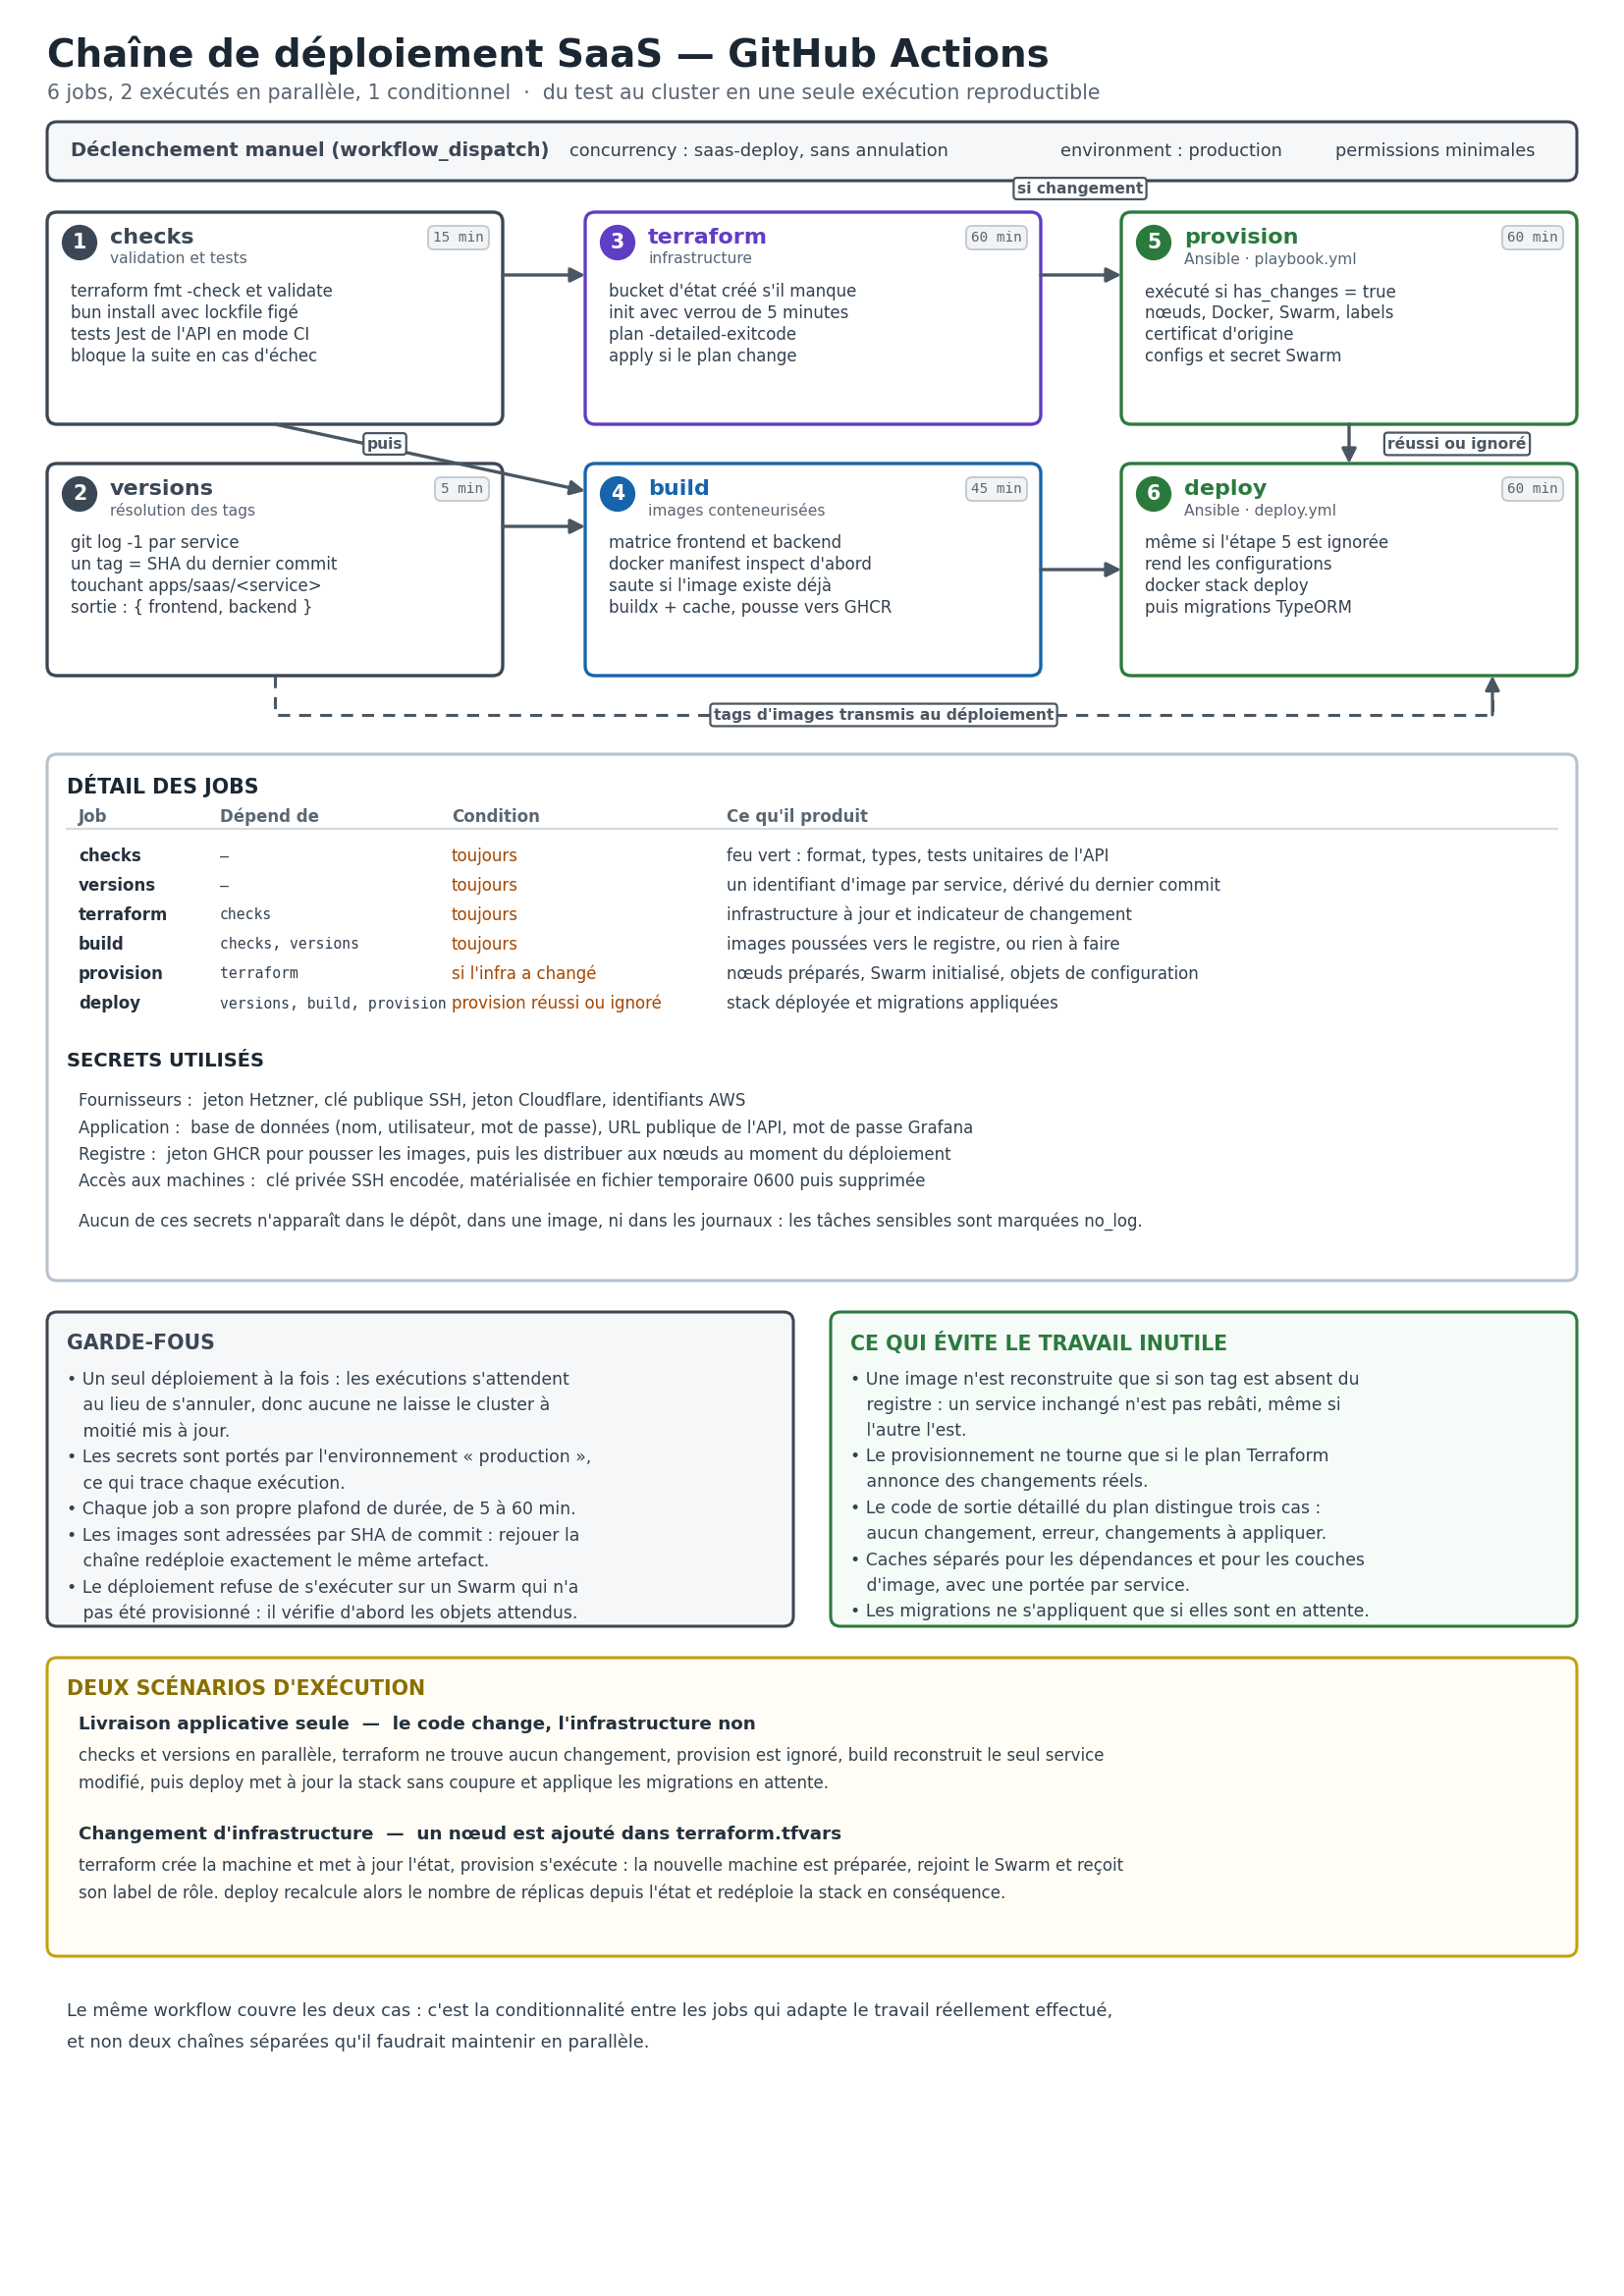 Chaîne de déploiement SaaS — GitHub Actions
6 jobs, 2 exécutés en parallèle, 1 conditionnel · du test au cluster en une seule exécution reproductible
Déclenchement manuel (workflow_dispatch) concurrency : saas-deploy, sans annulation environment : production permissions minimales
si changement
1 checks 15 min
validation et tests
terraform fmt -check et validate
bun install avec lockfile figé
tests Jest de l'API en mode CI
bloque la suite en cas d'échec
3 terraform 60 min
infrastructure
bucket d'état créé s'il manque
init avec verrou de 5 minutes
plan -detailed-exitcode
apply si le plan change
5 provision 60 min
Ansible · playbook.yml
exécuté si has_changes = true
nœuds, Docker, Swarm, labels
certificat d'origine
configs et secret Swarm
puis
réussi ou ignoré
2 versions 5 min
résolution des tags
git log -1 par service
un tag = SHA du dernier commit
touchant apps/saas/<service>
sortie : { frontend, backend }
4 build 45 min
images conteneurisées
matrice frontend et backend
docker manifest inspect d'abord
saute si l'image existe déjà
buildx + cache, pousse vers GHCR
6 deploy 60 min
Ansible · deploy.yml
même si l'étape 5 est ignorée
rend les configurations
docker stack deploy
puis migrations TypeORM
tags d'images transmis au déploiement
DÉTAIL DES JOBS
Job Dépend de Condition Ce qu'il produit
checks — toujours feu vert : format, types, tests unitaires de l'API
versions — toujours un identifiant d'image par service, dérivé du dernier commit
terraform checks toujours infrastructure à jour et indicateur de changement
build checks, versions toujours images poussées vers le registre, ou rien à faire
provision terraform si l'infra a changé nœuds préparés, Swarm initialisé, objets de configuration
deploy versions, build, provision provision réussi ou ignoré stack déployée et migrations appliquées
SECRETS UTILISÉS
Fournisseurs : jeton Hetzner, clé publique SSH, jeton Cloudflare, identifiants AWS
Application : base de données (nom, utilisateur, mot de passe), URL publique de l'API, mot de passe Grafana
Registre : jeton GHCR pour pousser les images, puis les distribuer aux nœuds au moment du déploiement
Accès aux machines : clé privée SSH encodée, matérialisée en fichier temporaire 0600 puis supprimée
Aucun de ces secrets n'apparaît dans le dépôt, dans une image, ni dans les journaux : les tâches sensibles sont marquées no_log.
GARDE-FOUS
• Un seul déploiement à la fois : les exécutions s'attendent
au lieu de s'annuler, donc aucune ne laisse le cluster à
moitié mis à jour.
• Les secrets sont portés par l'environnement « production »,
ce qui trace chaque exécution.
• Chaque job a son propre plafond de durée, de 5 à 60 min.
• Les images sont adressées par SHA de commit : rejouer la
chaîne redéploie exactement le même artefact.
• Le déploiement refuse de s'exécuter sur un Swarm qui n'a
pas été provisionné : il vérifie d'abord les objets attendus.
CE QUI ÉVITE LE TRAVAIL INUTILE
• Une image n'est reconstruite que si son tag est absent du
registre : un service inchangé n'est pas rebâti, même si
l'autre l'est.
• Le provisionnement ne tourne que si le plan Terraform
annonce des changements réels.
• Le code de sortie détaillé du plan distingue trois cas :
aucun changement, erreur, changements à appliquer.
• Caches séparés pour les dépendances et pour les couches
d'image, avec une portée par service.
• Les migrations ne s'appliquent que si elles sont en attente.
DEUX SCÉNARIOS D'EXÉCUTION
Livraison applicative seule — le code change, l'infrastructure non
checks et versions en parallèle, terraform ne trouve aucun changement, provision est ignoré, build reconstruit le seul service
modifié, puis deploy met à jour la stack sans coupure et applique les migrations en attente.
Changement d'infrastructure — un nœud est ajouté dans terraform.tfvars
terraform crée la machine et met à jour l'état, provision s'exécute : la nouvelle machine est préparée, rejoint le Swarm et reçoit
son label de rôle. deploy recalcule alors le nombre de réplicas depuis l'état et redéploie la stack en conséquence.
Le même workflow couvre les deux cas : c'est la conditionnalité entre les jobs qui adapte le travail réellement effectué,
et non deux chaînes séparées qu'il faudrait maintenir en parallèle.